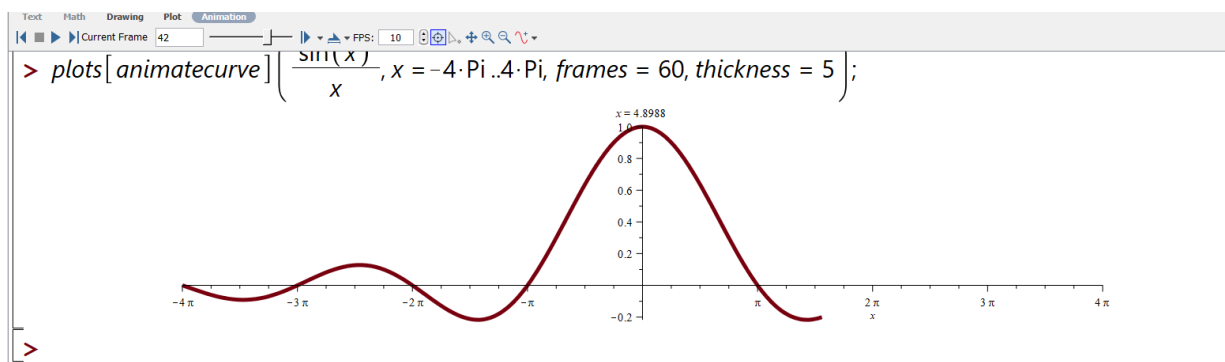 Text Math Drawing Plot Animation
Current Frame 42 FPS: 10
> plots[animatecurve](sin(x)/x, x = −4·Pi..4·Pi, frames = 60, thickness = 5);
x = 4.8988
1.0
0.8
0.6
0.4
0.2
−4 π −3 π −2 π −π π 2 π 3 π 4 π
x
−0.2
>